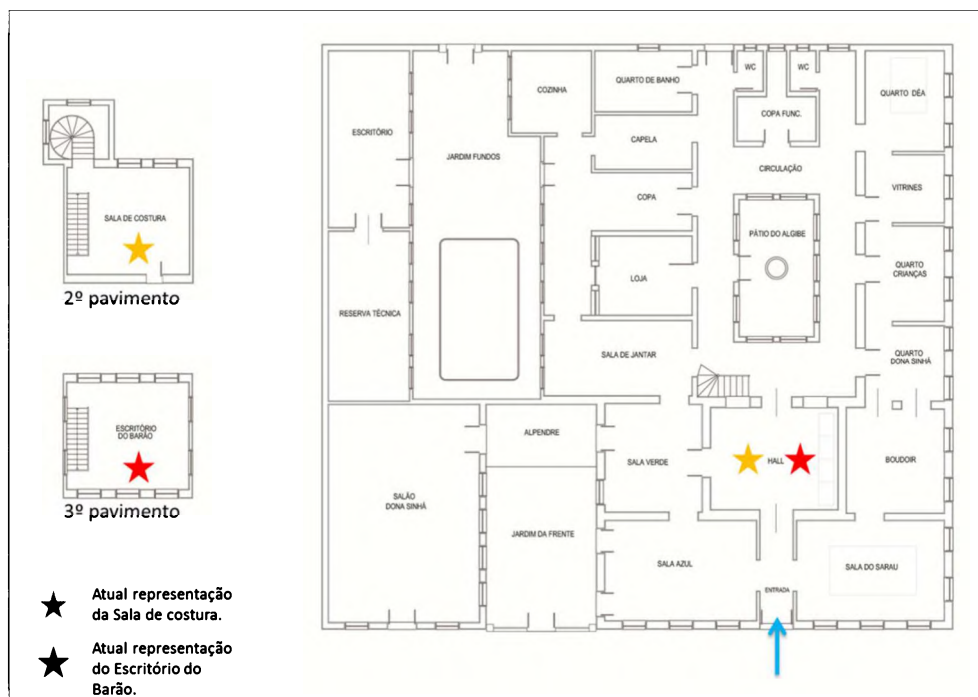 WC
WC
QUARTO DE BANHO
COZINHA
QUARTO DÉA
COPA FUNC.
ESCRITÓRIO
CAPELA
JARDIM FUNDOS
CIRCULAÇÃO
VITRINES
COPA
SALA DE COSTURA
PÁTIO DO ALGIBE
QUARTO
CRIANÇAS
LOJA
2º pavimento
RESERVA TÉCNICA
SALA DE JANTAR
QUARTO
DONA SINHÁ
ESCRITÓRIO
DO BARÃO
ALPENDRE
SALA VERDE
HALL
BOUDOIR
3º pavimento
SALÃO
DONA SINHÁ
JARDIM DA FRENTE
SALA AZUL
SALA DO SARAU
ENTRADA
Atual representação
da Sala de costura.
Atual representação
do Escritório do
Barão.